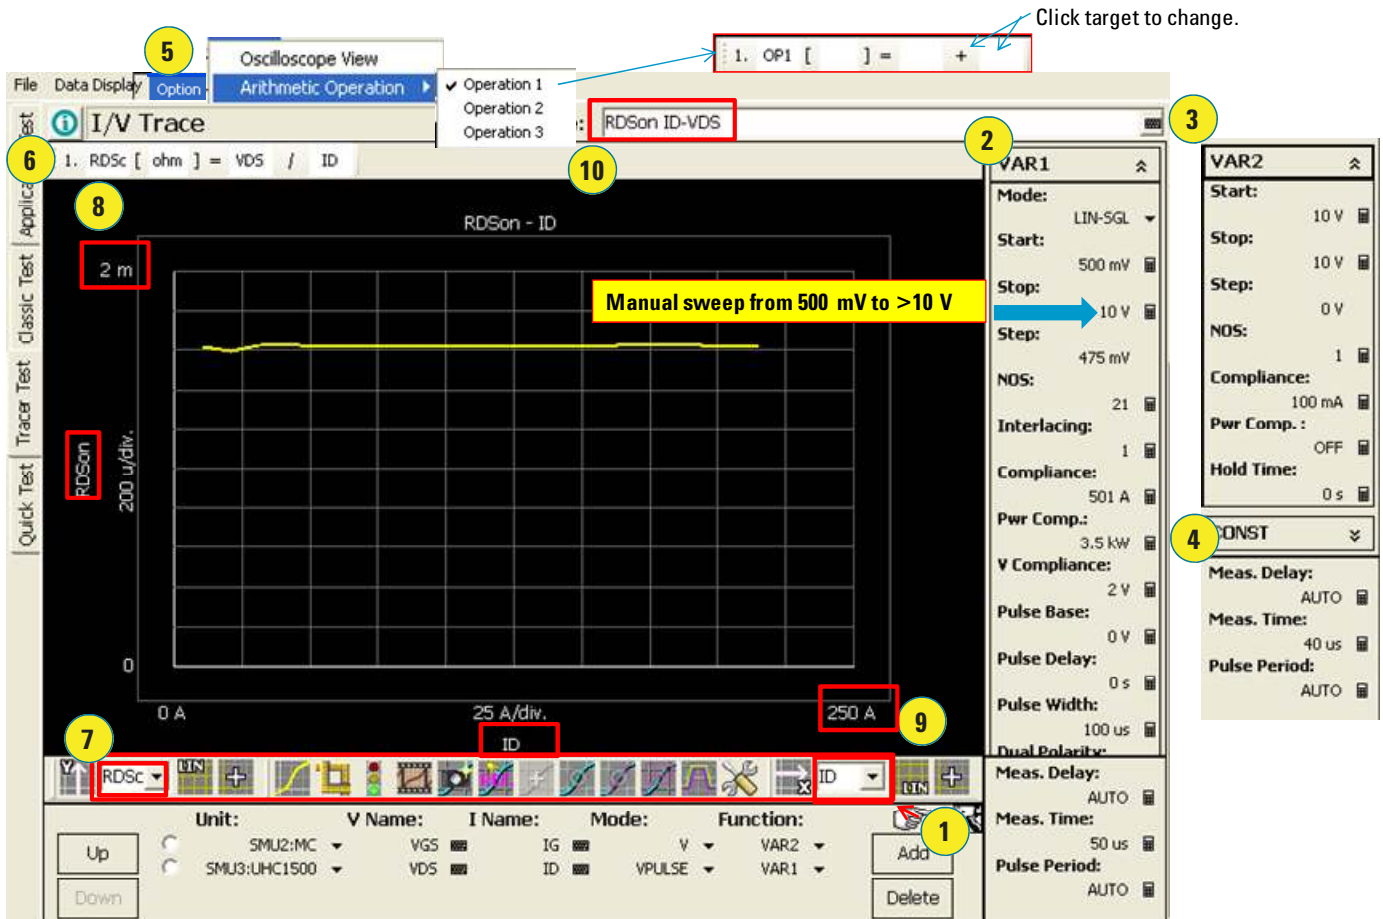 Click target to change.
5
Oscilloscope View
Arithmetic Operation
Operation 1
Operation 2
Operation 3
1. OP1 [ ] = +
File Data Display Option
I/V Trace
: RDSon ID-VDS
3
2
6
1. RDSc [ ohm ] = VDS / ID
10
8
Classic Test
Tracer Test
Quick Test
RDSon - ID
2 m
RDSon
200 u/div.
0
0 A
25 A/div.
250 A
ID
9
7
Manual sweep from 500 mV to >10 V
VAR1
Mode:
LIN-SGL
Start:
500 mV
Stop:
10 V
Step:
475 mV
NOS:
21
Interlacing:
1
Compliance:
501 A
Pwr Comp.:
3.5 kW
V Compliance:
2 V
Pulse Base:
0 V
Pulse Delay:
0 s
Pulse Width:
100 us
Dual Polarity:
Meas. Delay:
AUTO
Meas. Time:
50 us
Pulse Period:
AUTO
VAR2
Start:
10 V
Stop:
10 V
Step:
0 V
NOS:
1
Compliance:
100 mA
Pwr Comp. :
OFF
Hold Time:
0 s
4
CONST
Meas. Delay:
AUTO
Meas. Time:
40 us
Pulse Period:
AUTO
Y
RDSc
LIN
X
ID
LIN
1
Unit: V Name: I Name: Mode: Function:
Up
SMU2:MC VGS IG V VAR2
Add
SMU3:UHC1500 VDS ID VPULSE VAR1
Down
Delete